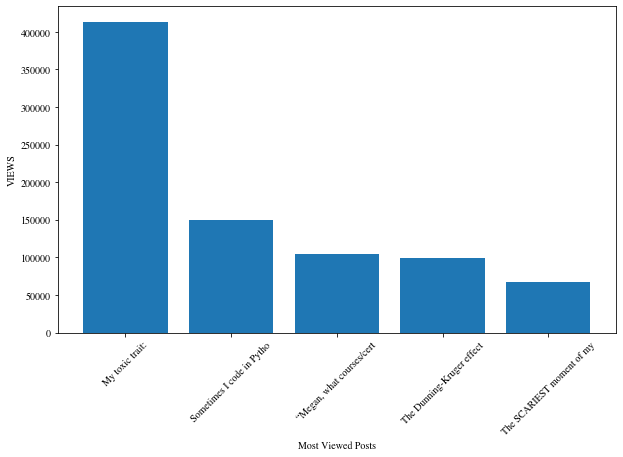 400000
350000
300000
250000
200000
150000
100000
50000
0
VIEWS
My toxic trait:
Sometimes I code in Pytho
"Megan, what courses/cert
The Dunning-Kruger effect
The SCARIEST moment of my
Most Viewed Posts